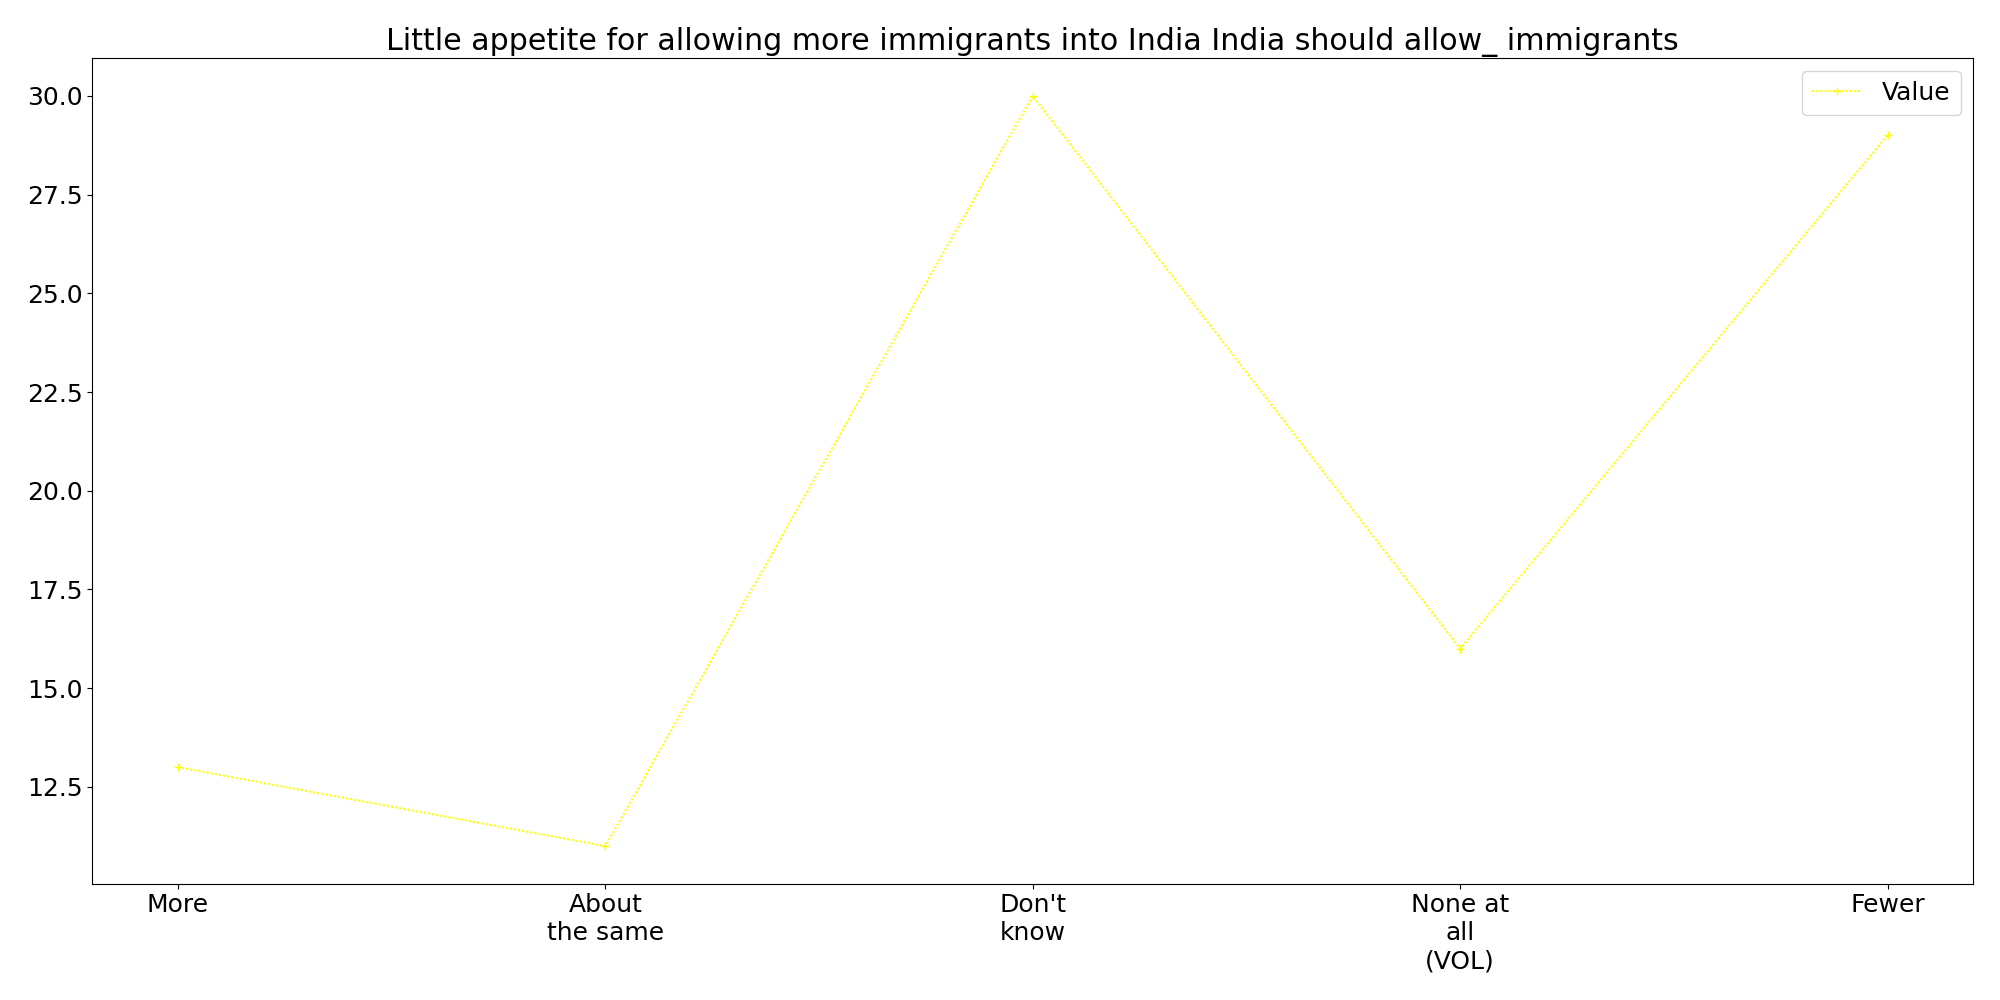 Little appetite for allowing more immigrants into India India should allow_ immigrants
Value
30.0
27.5
25.0
22.5
20.0
17.5
15.0
12.5
More
About
the same
Don't
know
None at
all
(VOL)
Fewer